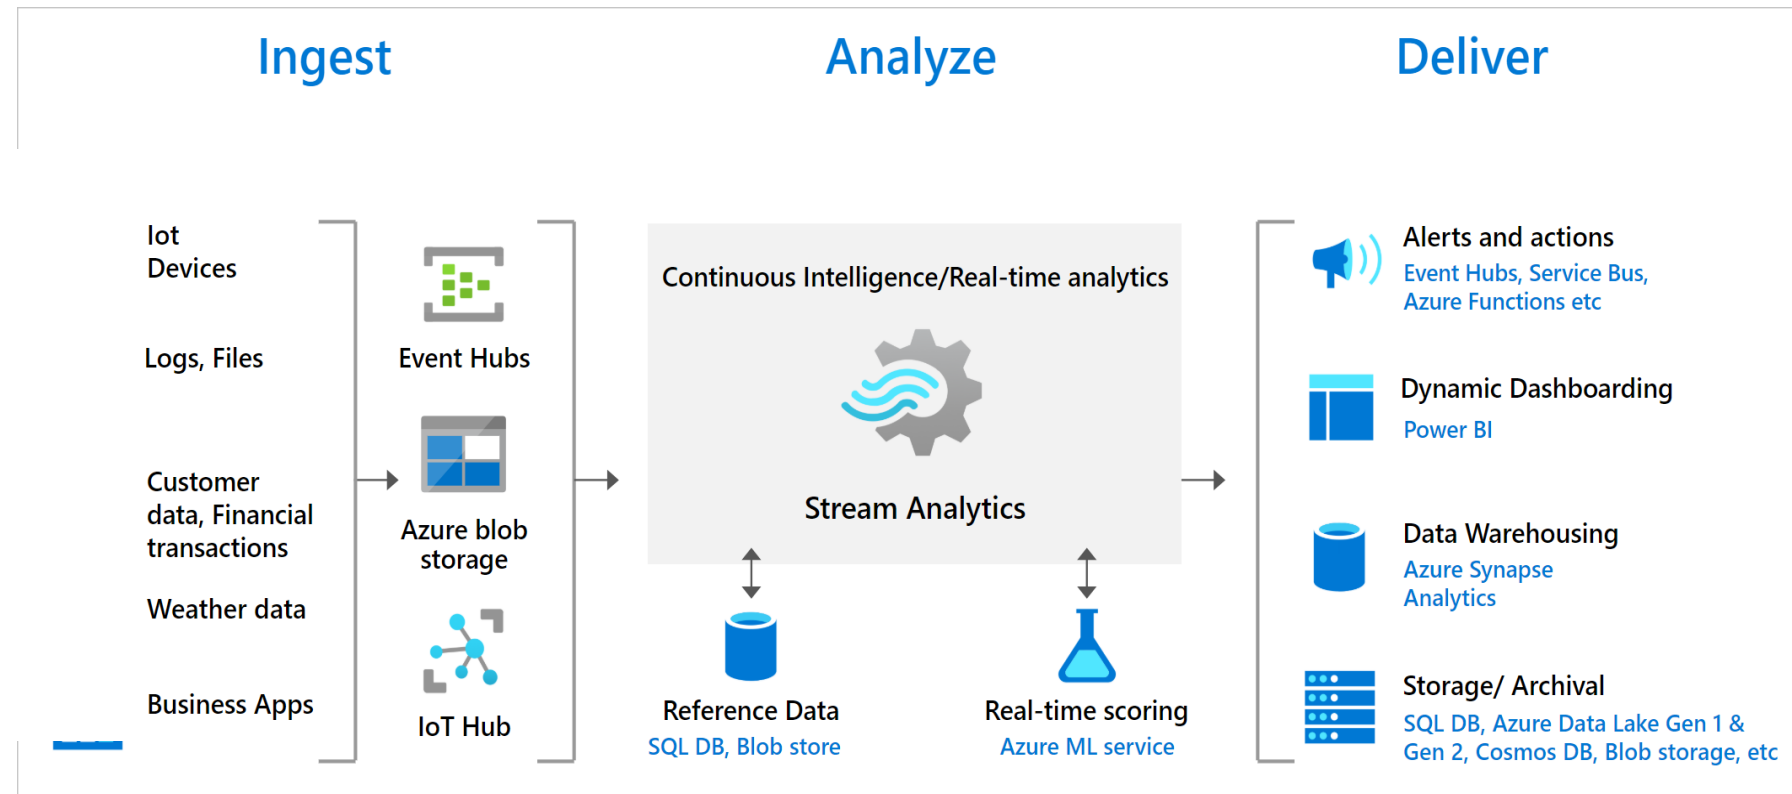 Ingest
Analyze
Deliver
Iot
Devices
Logs, Files
Customer
data, Financial
transactions
Weather data
Business Apps
Event Hubs
Azure blob
storage
IoT Hub
Continuous Intelligence/Real-time analytics
Stream Analytics
Reference Data
SQL DB, Blob store
Real-time scoring
Azure ML service
Alerts and actions
Event Hubs, Service Bus,
Azure Functions etc
Dynamic Dashboarding
Power BI
Data Warehousing
Azure Synapse
Analytics
Storage/ Archival
SQL DB, Azure Data Lake Gen 1 &
Gen 2, Cosmos DB, Blob storage, etc